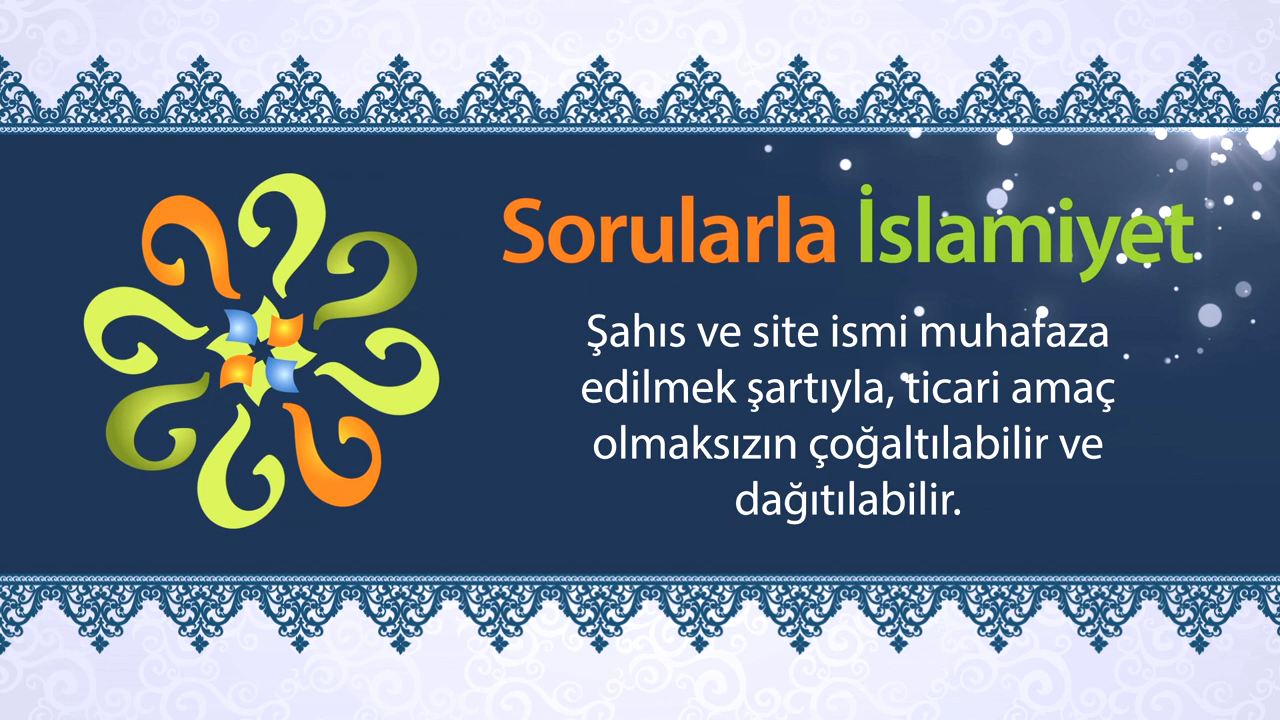 Sorularla İslamiyet
Şahıs ve site ismi muhafaza
edilmek şartıyla, ticari amaç
olmaksızın çoğaltılabilir ve
dağıtılabilir.